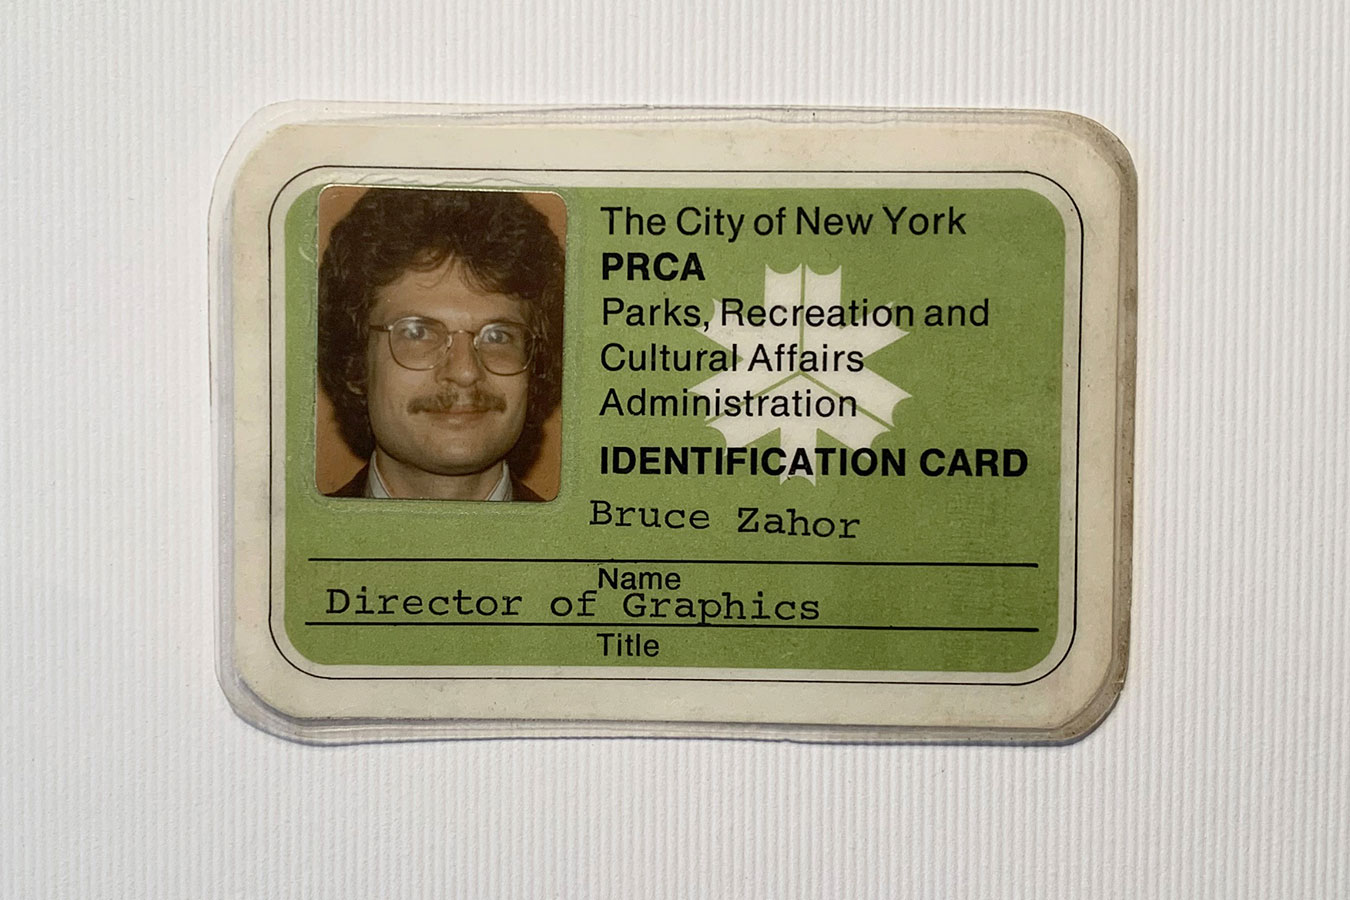 The City of New York
PRCA
Parks, Recreation and
Cultural Affairs
Administration
IDENTIFICATION CARD
Bruce Zahor
Name
Director of Graphics
Title